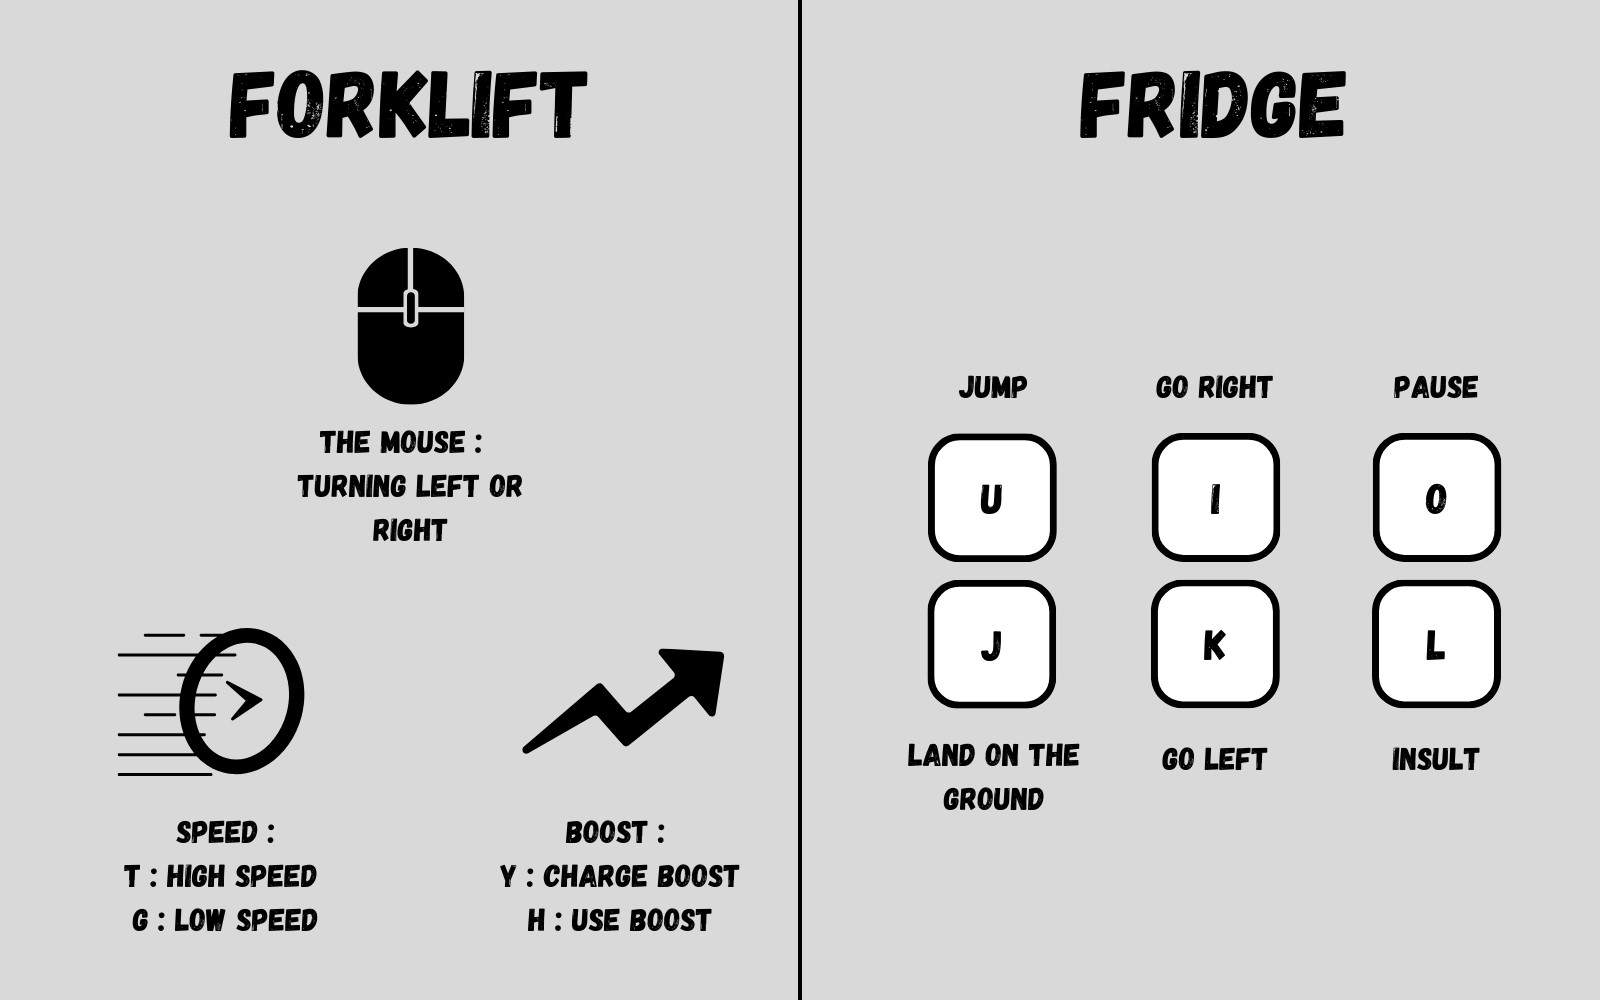 FORKLIFT
THE MOUSE :
TURNING LEFT OR
RIGHT
SPEED :
T : HIGH SPEED
G : LOW SPEED
BOOST :
Y : CHARGE BOOST
H : USE BOOST
FRIDGE
JUMP
GO RIGHT
PAUSE
U
I
O
J
K
L
LAND ON THE
GROUND
GO LEFT
INSULT